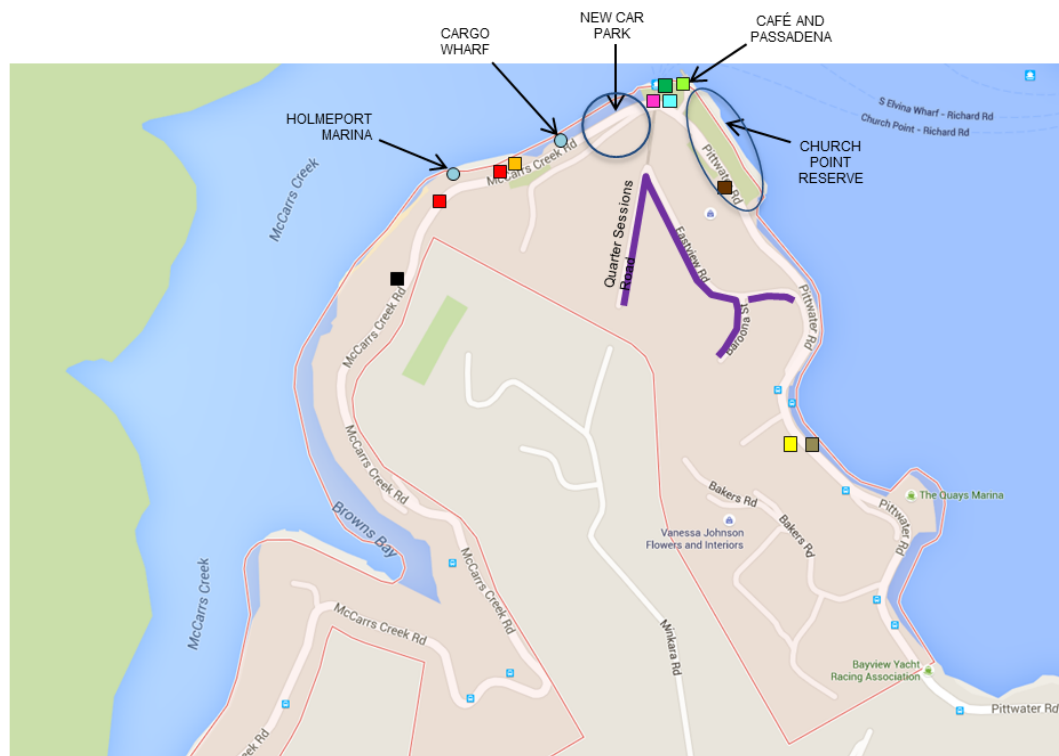 NEW CAR
PARK
CAFÉ AND
PASSADENA
CARGO
WHARF
HOLMEPORT
MARINA
S Elvina Wharf - Richard Rd
Church Point - Richard Rd
CHURCH
POINT
RESERVE
McCarrs Creek
McCarrs Creek Rd
Pittwater Rd
Quarter Sessions
Road
Eastview Rd
Baroona St
McCarrs Creek Rd
Pittwater Rd
McCarrs Creek Rd
Browns Bay
Bakers Rd
Bakers Rd
The Quays Marina
Pittwater Rd
Vanessa Johnson
Flowers and Interiors
McCarrs Creek
McCarrs Creek Rd
McCarrs Creek Rd
Minkara Rd
Bayview Yacht
Racing Association
Pittwater Rd
Creek Rd